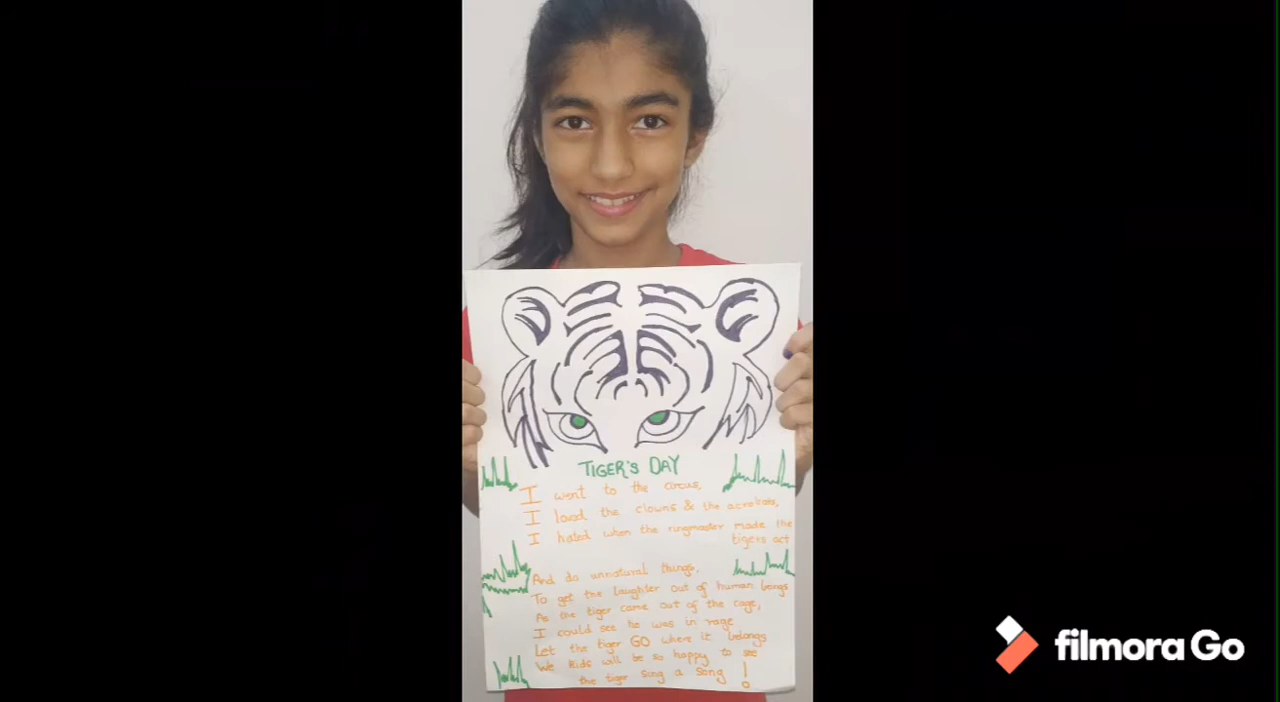 TIGER'S DAY
I went to the circus,
I loved the clowns & the acrobats,
I hated when the ringmaster made the
tigers act
And do unnatural things,
To get the laughter out of human beings
As the tiger came out of the cage,
I could see he was in rage
Let the tiger GO where it belongs
We kids will be so happy to see
the tiger sing a song!
filmora Go